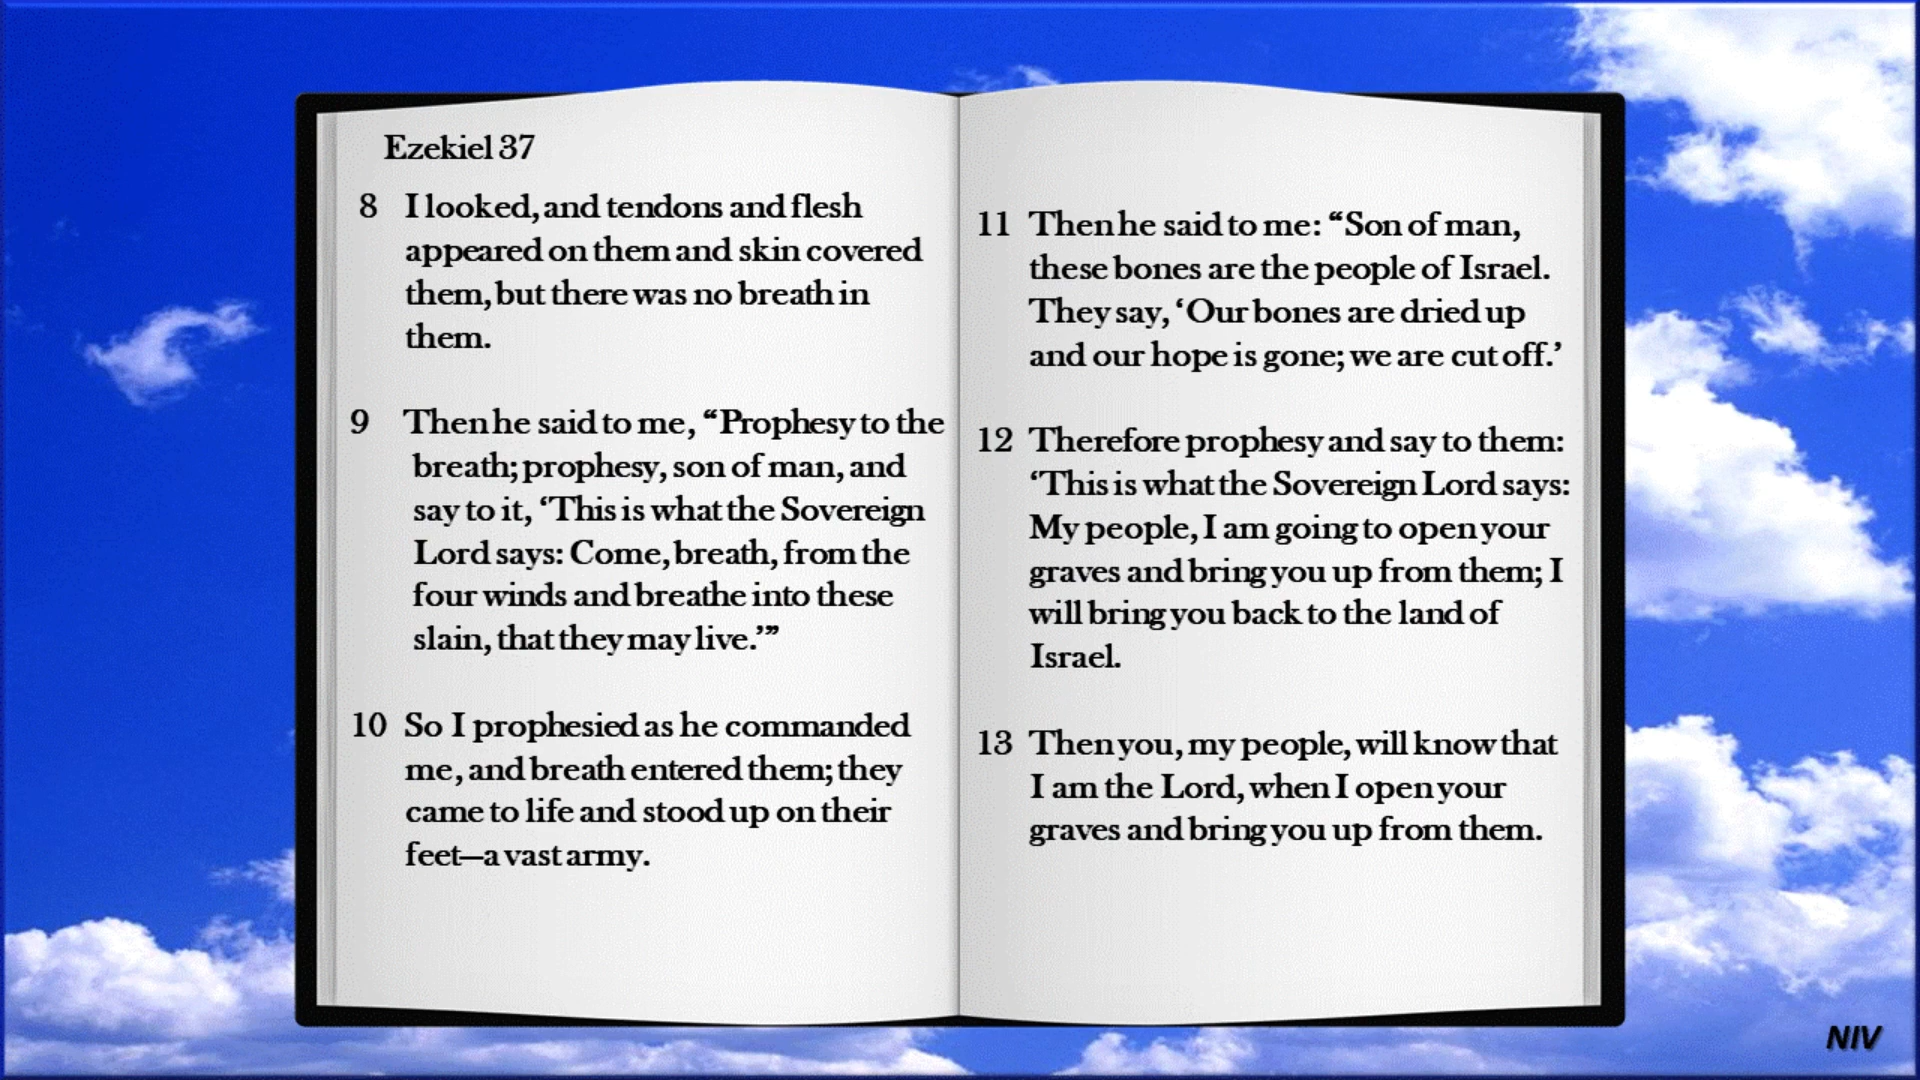 Ezekiel 37
8 I looked, and tendons and flesh
appeared on them and skin covered
them, but there was no breath in
them.
9 Then he said to me, “Prophesy to the
breath; prophesy, son of man, and
say to it, ‘This is what the Sovereign
Lord says: Come, breath, from the
four winds and breathe into these
slain, that they may live.’”
10 So I prophesied as he commanded
me, and breath entered them; they
came to life and stood up on their
feet—a vast army.
11 Then he said to me: “Son of man,
these bones are the people of Israel.
They say, ‘Our bones are dried up
and our hope is gone; we are cut off.’
12 Therefore prophesy and say to them:
‘This is what the Sovereign Lord says:
My people, I am going to open your
graves and bring you up from them; I
will bring you back to the land of
Israel.
13 Then you, my people, will know that
I am the Lord, when I open your
graves and bring you up from them.
NIV